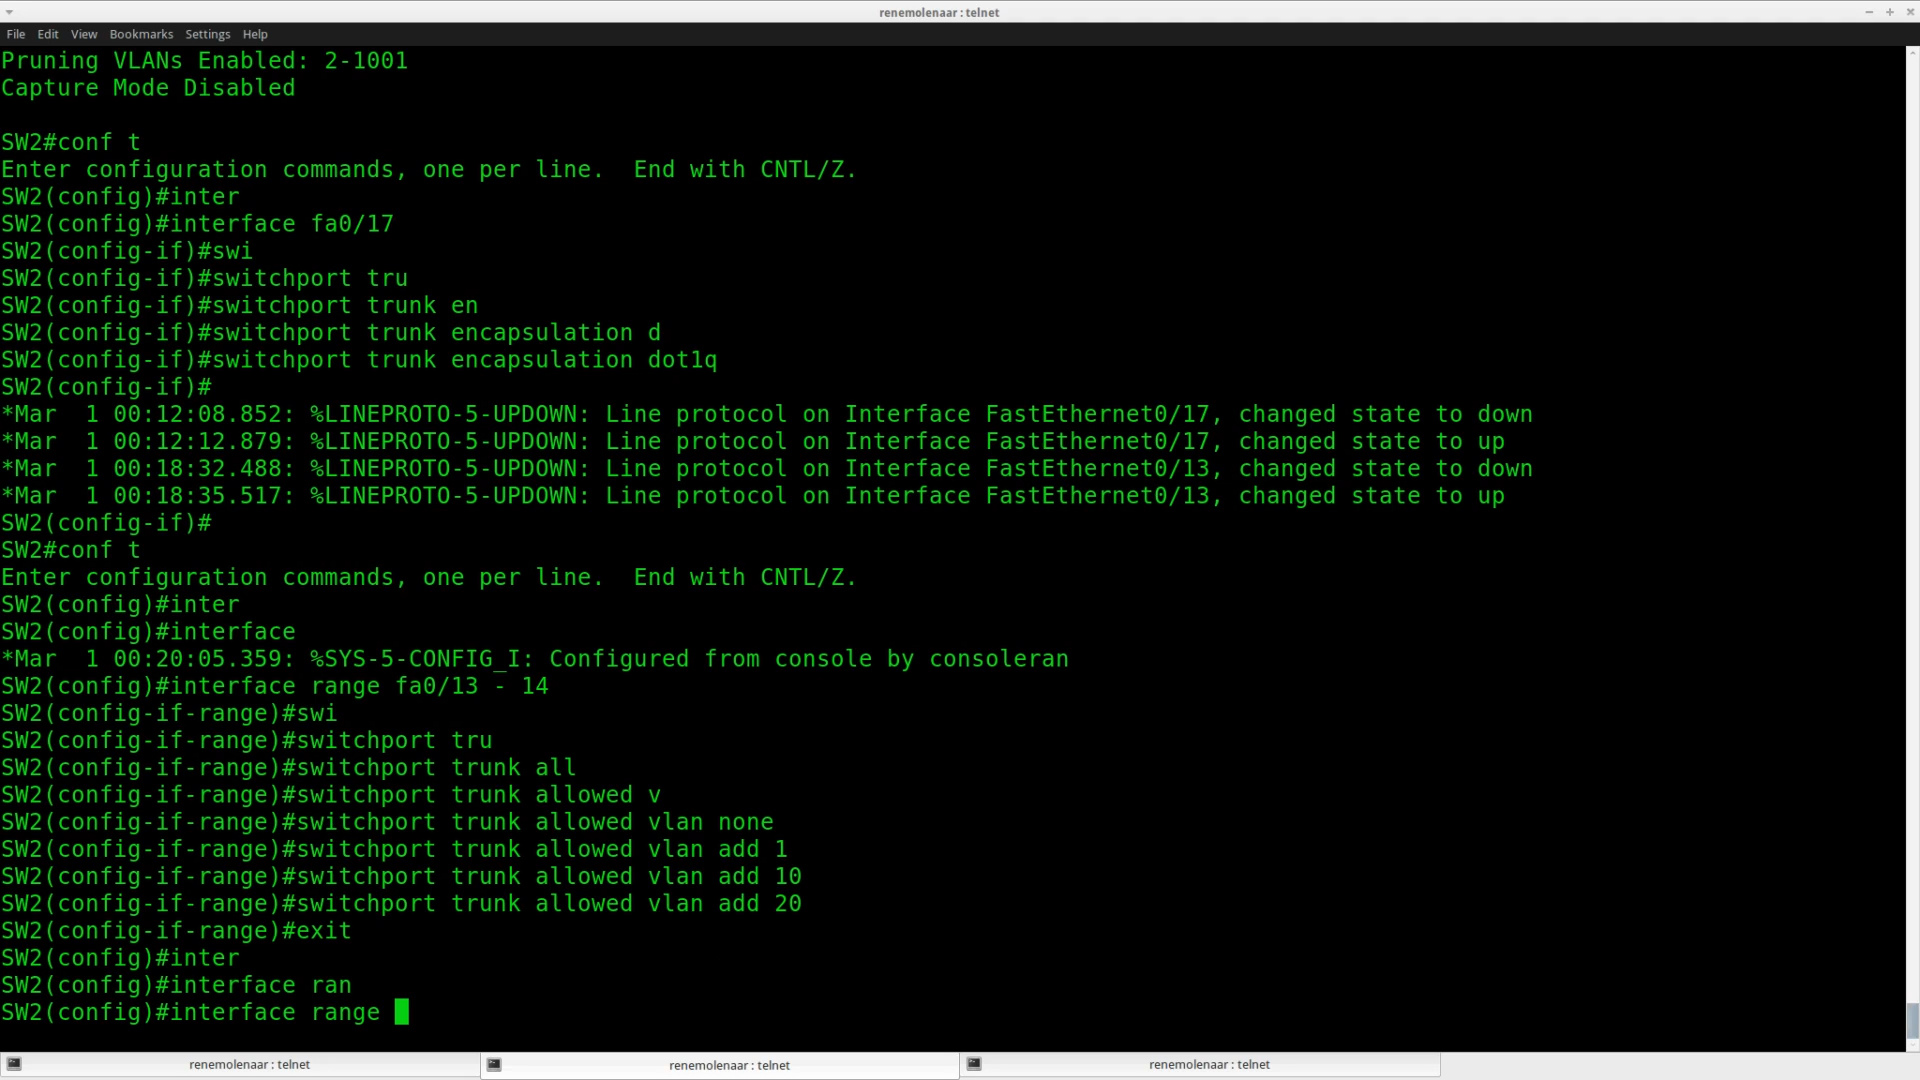 renemolenaar : telnet
File Edit View Bookmarks Settings Help
Pruning VLANs Enabled: 2-1001
Capture Mode Disabled
SW2#conf t
Enter configuration commands, one per line.  End with CNTL/Z.
SW2(config)#inter
SW2(config)#interface fa0/17
SW2(config-if)#swi
SW2(config-if)#switchport tru
SW2(config-if)#switchport trunk en
SW2(config-if)#switchport trunk encapsulation d
SW2(config-if)#switchport trunk encapsulation dot1q
SW2(config-if)#
*Mar  1 00:12:08.852: %LINEPROTO-5-UPDOWN: Line protocol on Interface FastEthernet0/17, changed state to down
*Mar  1 00:12:12.879: %LINEPROTO-5-UPDOWN: Line protocol on Interface FastEthernet0/17, changed state to up
*Mar  1 00:18:32.488: %LINEPROTO-5-UPDOWN: Line protocol on Interface FastEthernet0/13, changed state to down
*Mar  1 00:18:35.517: %LINEPROTO-5-UPDOWN: Line protocol on Interface FastEthernet0/13, changed state to up
SW2(config-if)#
SW2#conf t
Enter configuration commands, one per line.  End with CNTL/Z.
SW2(config)#inter
SW2(config)#interface
*Mar  1 00:20:05.359: %SYS-5-CONFIG_I: Configured from console by consoleran
SW2(config)#interface range fa0/13 - 14
SW2(config-if-range)#swi
SW2(config-if-range)#switchport tru
SW2(config-if-range)#switchport trunk all
SW2(config-if-range)#switchport trunk allowed v
SW2(config-if-range)#switchport trunk allowed vlan none
SW2(config-if-range)#switchport trunk allowed vlan add 1
SW2(config-if-range)#switchport trunk allowed vlan add 10
SW2(config-if-range)#switchport trunk allowed vlan add 20
SW2(config-if-range)#exit
SW2(config)#inter
SW2(config)#interface ran
SW2(config)#interface range
renemolenaar : telnet renemolenaar : telnet renemolenaar : telnet